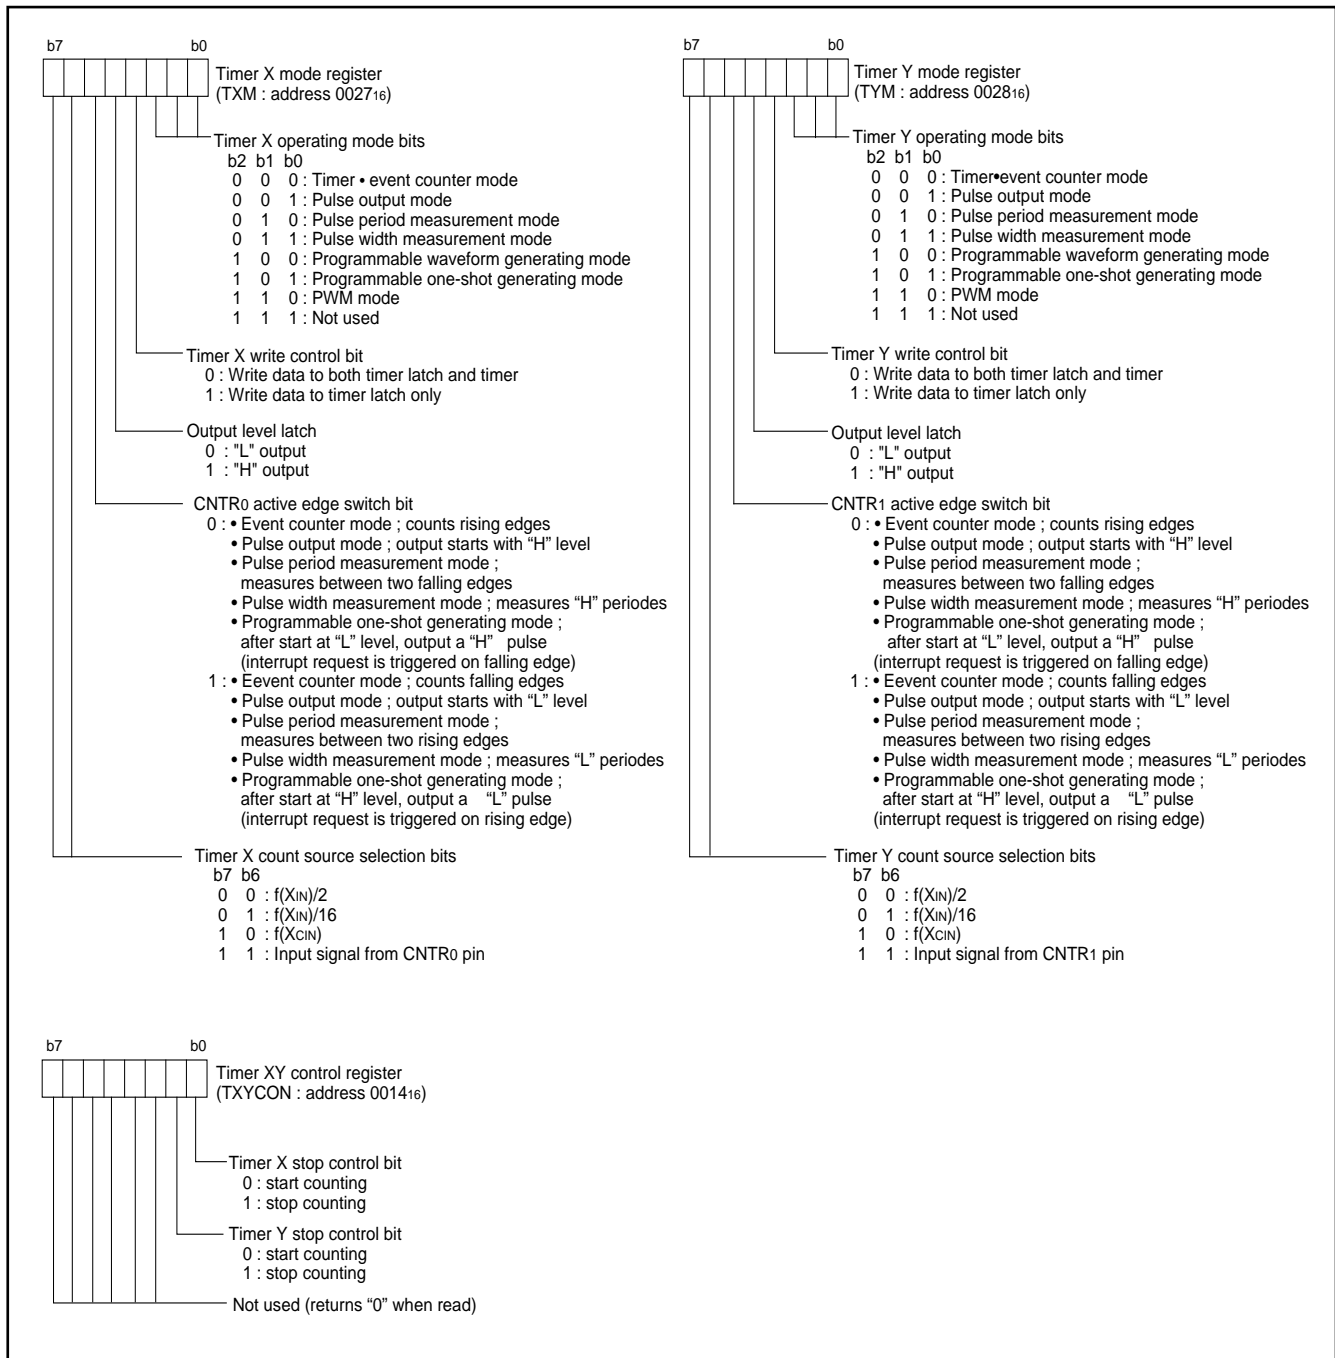 b7 b0
Timer X mode register
(TXM : address 002716)
Timer X operating mode bits
b2 b1 b0
0 0 0 : Timer • event counter mode
0 0 1 : Pulse output mode
0 1 0 : Pulse period measurement mode
0 1 1 : Pulse width measurement mode
1 0 0 : Programmable waveform generating mode
1 0 1 : Programmable one-shot generating mode
1 1 0 : PWM mode
1 1 1 : Not used
Timer X write control bit
0 : Write data to both timer latch and timer
1 : Write data to timer latch only
Output level latch
0 : "L" output
1 : "H" output
CNTR0 active edge switch bit
0 : • Event counter mode ; counts rising edges
• Pulse output mode ; output starts with “H” level
• Pulse period measurement mode ;
measures between two falling edges
• Pulse width measurement mode ; measures “H” periodes
• Programmable one-shot generating mode ;
after start at “L” level, output a “H” pulse
(interrupt request is triggered on falling edge)
1 : • Eevent counter mode ; counts falling edges
• Pulse output mode ; output starts with “L” level
• Pulse period measurement mode ;
measures between two rising edges
• Pulse width measurement mode ; measures “L” periodes
• Programmable one-shot generating mode ;
after start at “H” level, output a “L” pulse
(interrupt request is triggered on rising edge)
Timer X count source selection bits
b7 b6
0 0 : f(XIN)/2
0 1 : f(XIN)/16
1 0 : f(XCIN)
1 1 : Input signal from CNTR0 pin
b7 b0
Timer Y mode register
(TYM : address 002816)
Timer Y operating mode bits
b2 b1 b0
0 0 0 : Timer•event counter mode
0 0 1 : Pulse output mode
0 1 0 : Pulse period measurement mode
0 1 1 : Pulse width measurement mode
1 0 0 : Programmable waveform generating mode
1 0 1 : Programmable one-shot generating mode
1 1 0 : PWM mode
1 1 1 : Not used
Timer Y write control bit
0 : Write data to both timer latch and timer
1 : Write data to timer latch only
Output level latch
0 : "L" output
1 : "H" output
CNTR1 active edge switch bit
0 : • Event counter mode ; counts rising edges
• Pulse output mode ; output starts with “H” level
• Pulse period measurement mode ;
measures between two falling edges
• Pulse width measurement mode ; measures “H” periodes
• Programmable one-shot generating mode ;
after start at “L” level, output a “H” pulse
(interrupt request is triggered on falling edge)
1 : • Eevent counter mode ; counts falling edges
• Pulse output mode ; output starts with “L” level
• Pulse period measurement mode ;
measures between two rising edges
• Pulse width measurement mode ; measures “L” periodes
• Programmable one-shot generating mode ;
after start at “H” level, output a “L” pulse
(interrupt request is triggered on rising edge)
Timer Y count source selection bits
b7 b6
0 0 : f(XIN)/2
0 1 : f(XIN)/16
1 0 : f(XCIN)
1 1 : Input signal from CNTR1 pin
b7 b0
Timer XY control register
(TXYCON : address 001416)
Timer X stop control bit
0 : start counting
1 : stop counting
Timer Y stop control bit
0 : start counting
1 : stop counting
Not used (returns “0” when read)